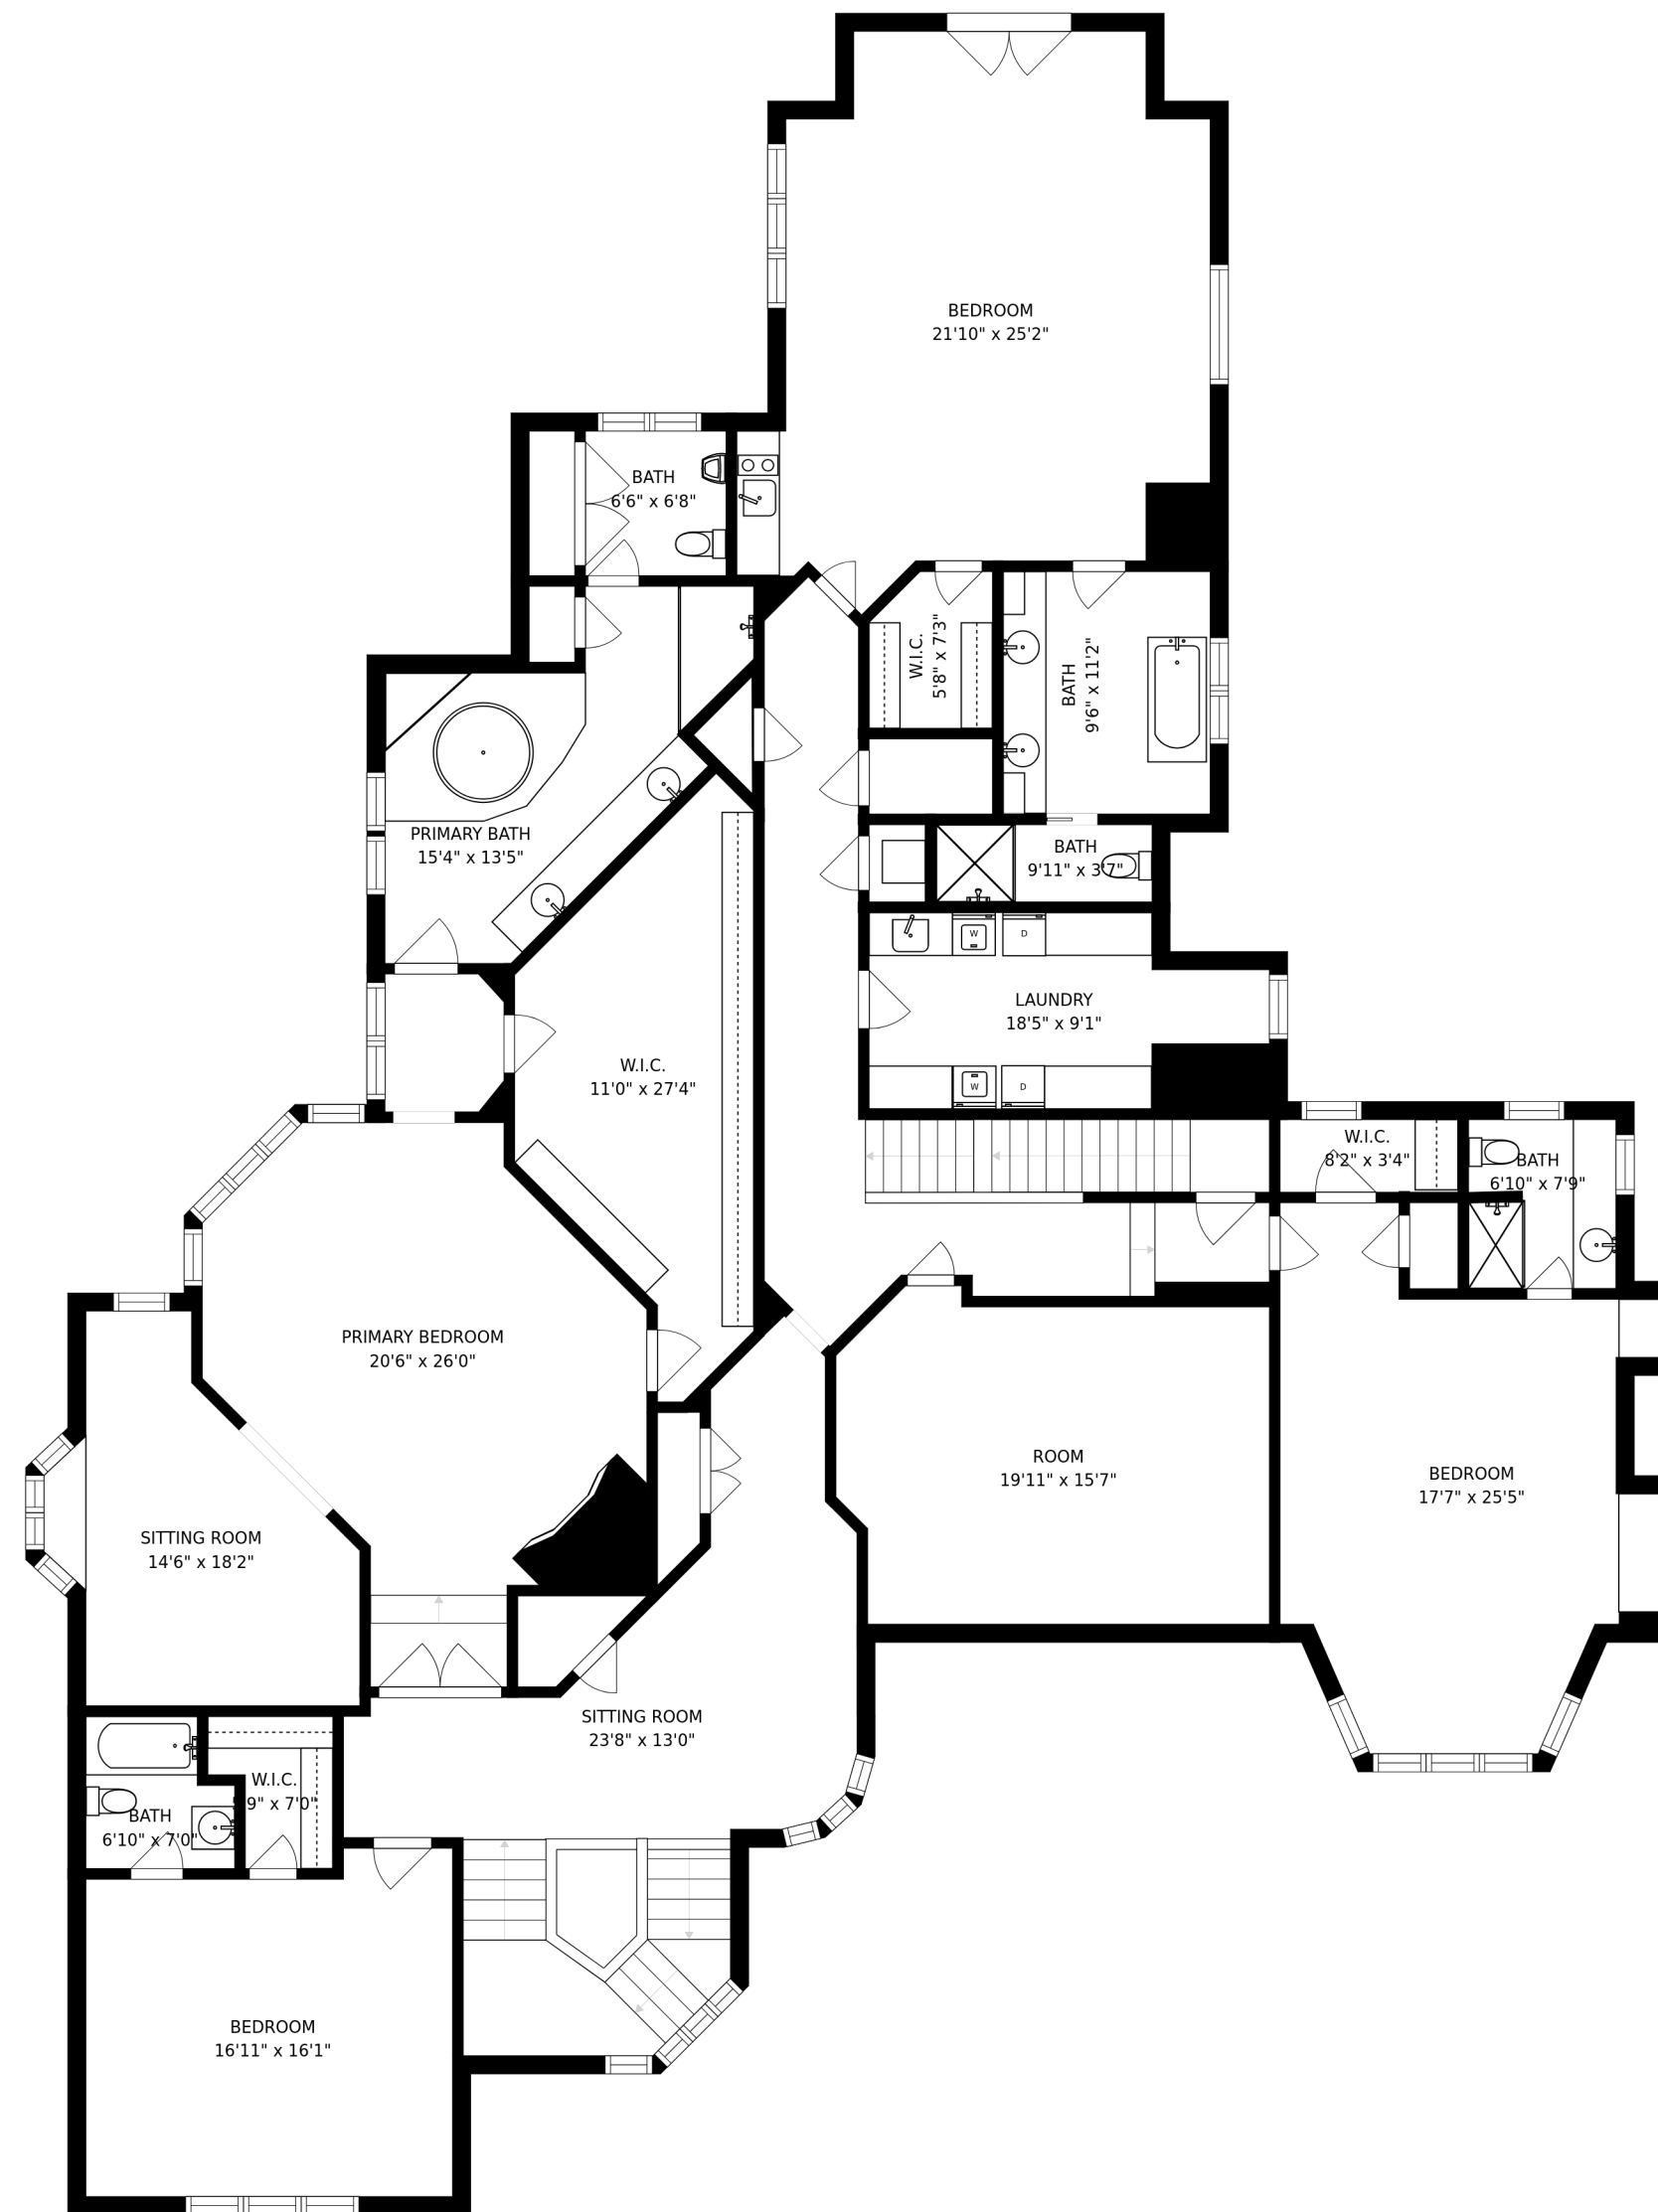 BEDROOM
21'10" x 25'2"
BATH
6'6" x 6'8"
W.I.C.
5'8" x 7'3"
BATH
9'6" x 11'2"
PRIMARY BATH
15'4" x 13'5"
BATH
9'11" x 3'7"
W
D
LAUNDRY
18'5" x 9'1"
W
D
W.I.C.
11'0" x 27'4"
W.I.C.
8'2" x 3'4"
BATH
6'10" x 7'9"
PRIMARY BEDROOM
20'6" x 26'0"
ROOM
19'11" x 15'7"
BEDROOM
17'7" x 25'5"
SITTING ROOM
14'6" x 18'2"
SITTING ROOM
23'8" x 13'0"
W.I.C.
9" x 7'0"
BATH
6'10" x 7'0"
BEDROOM
16'11" x 16'1"